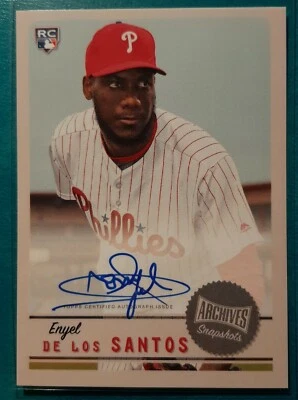 RC
P
Phillies
TOPPS CERTIFIED AUTOGRAPH ISSUE
Enyel
DE LOS SANTOS
ARCHIVES
Snapshots